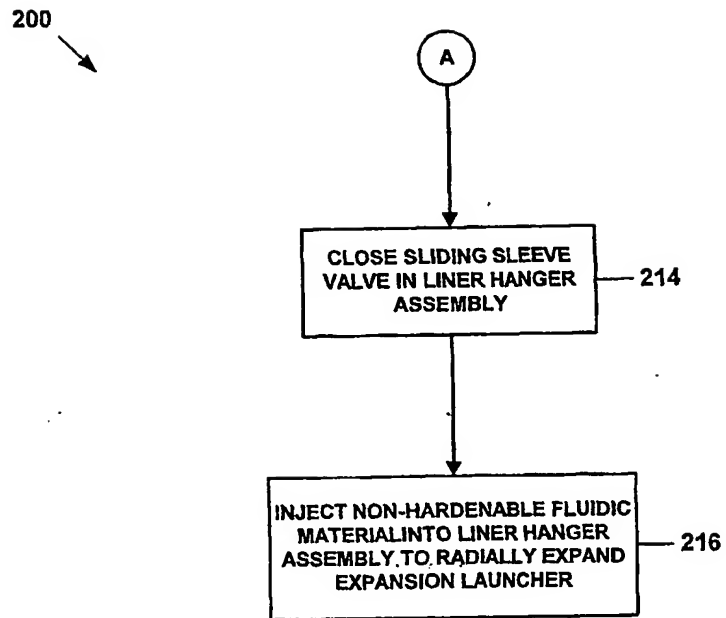 200
A
CLOSE SLIDING SLEEVE
VALVE IN LINER HANGER
ASSEMBLY
214
INJECT NON-HARDENABLE FLUIDIC
MATERIALINTO LINER HANGER
ASSEMBLY TO RADIALLY EXPAND
EXPANSION LAUNCHER
216